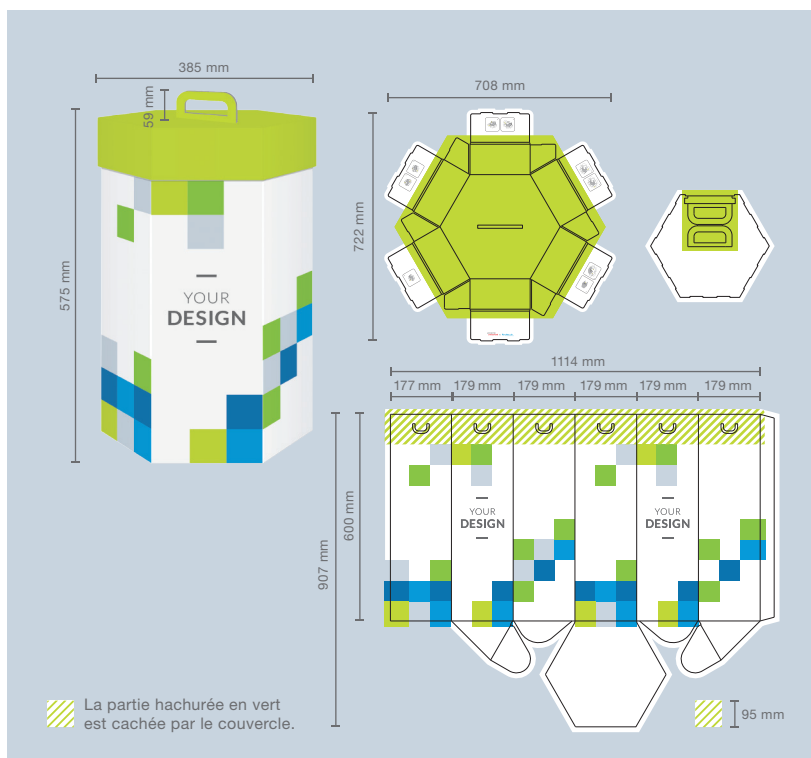 385 mm
59 mm
575 mm
YOUR
DESIGN
708 mm
722 mm
1114 mm
177 mm
179 mm
179 mm
179 mm
179 mm
179 mm
907 mm
600 mm
YOUR
DESIGN
YOUR
DESIGN
La partie hachurée en vert
est cachée par le couvercle.
95 mm